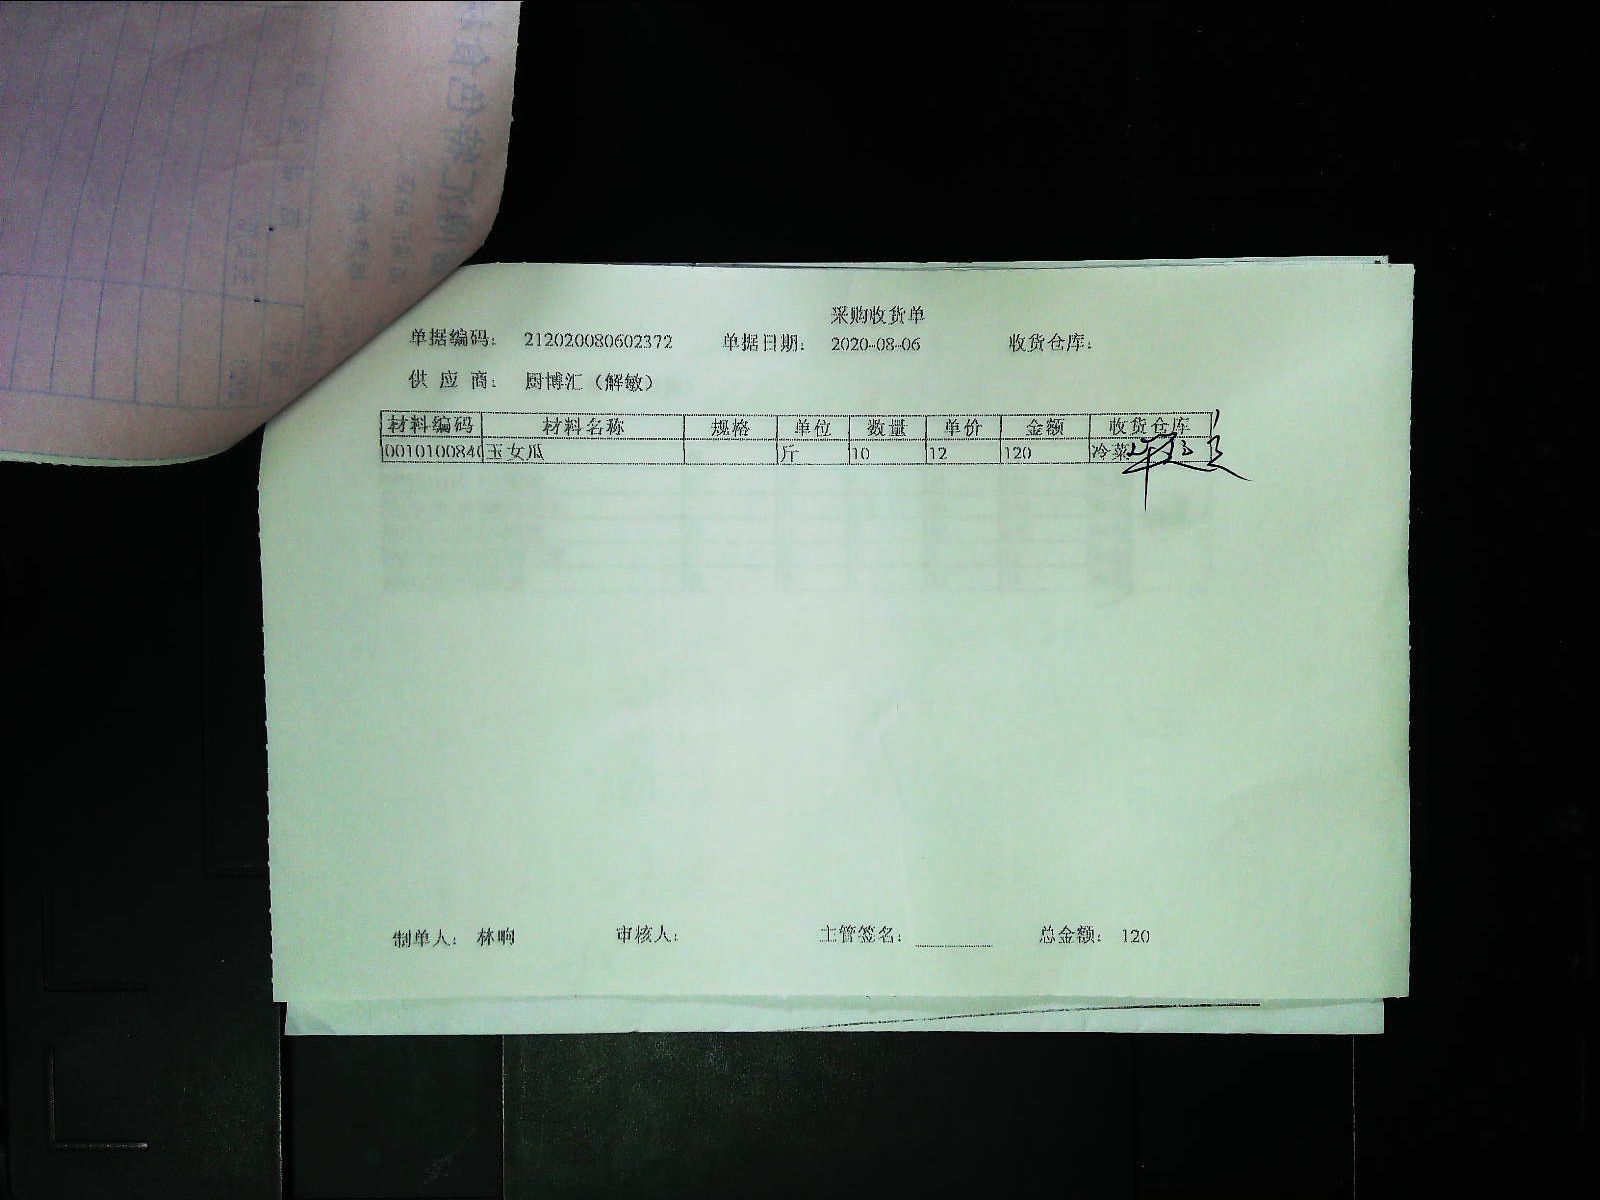 采购收货单
单据编码： 212020080602372 单据日期： 2020-08-06 收货仓库：
供 应 商： 厨博汇（解敏）
材料编码 材料名称 规格 单位 数量 单价 金额 收货仓库
0010100840 玉女瓜 斤 10 12 120 冷菜
制单人： 林响 审核人： 主管签名： 总金额： 120